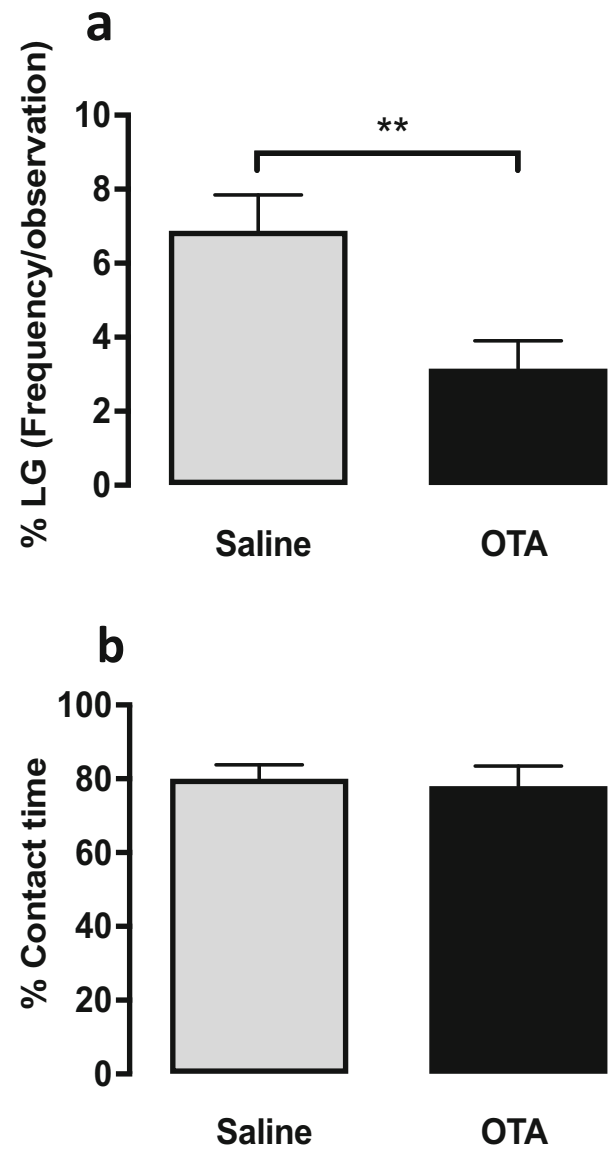 a
% LG (Frequency/observation)
10
8
6
4
2
0
**
Saline
OTA
b
% Contact time
100
80
60
40
20
0
Saline
OTA